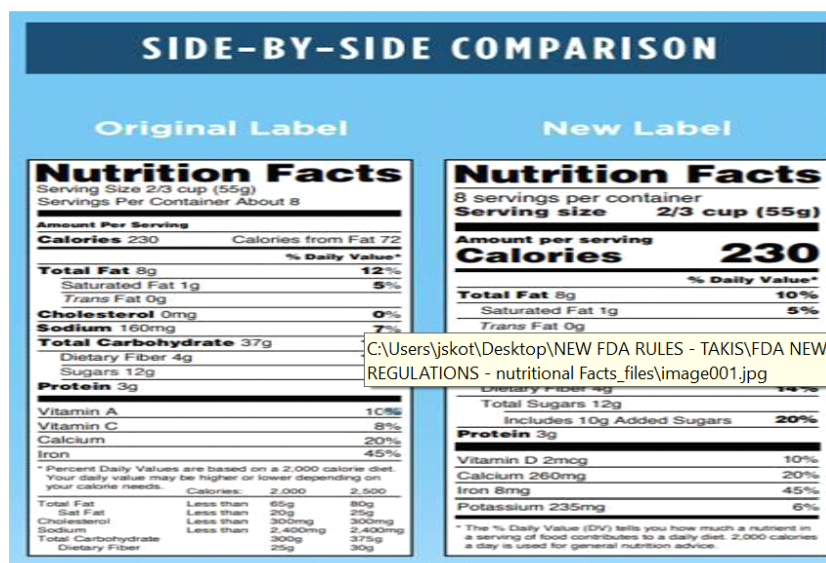 SIDE-BY-SIDE COMPARISON
Original Label
Nutrition Facts
Serving Size 2/3 cup (55g)
Servings Per Container About 8
Amount Per Serving
Calories 230 Calories from Fat 72
% Daily Value*
Total Fat 8g 12%
Saturated Fat 1g 5%
Trans Fat 0g
Cholesterol 0mg 0%
Sodium 160mg 7%
Total Carbohydrate 37g
Dietary Fiber 4g
Sugars 12g
Protein 3g
Vitamin A 10%
Vitamin C 8%
Calcium 20%
Iron 45%
* Percent Daily Values are based on a 2,000 calorie diet.
Your daily value may be higher or lower depending on
your calorie needs.
Calories: 2,000 2,500
Total Fat Less than 65g 80g
Sat Fat Less than 20g 25g
Cholesterol Less than 300mg 300mg
Sodium Less than 2,400mg 2,400mg
Total Carbohydrate 300g 375g
Dietary Fiber 25g 30g
New Label
Nutrition Facts
8 servings per container
Serving size 2/3 cup (55g)
Amount per serving
Calories 230
% Daily Value*
Total Fat 8g 10%
Saturated Fat 1g 5%
Trans Fat 0g
C:\Users\jskot\Desktop\NEW FDA RULES - TAKIS\FDA NEW
REGULATIONS - nutritional Facts_files\image001.jpg
Dietary Fiber 4g 14%
Total Sugars 12g
Includes 10g Added Sugars 20%
Protein 3g
Vitamin D 2mcg 10%
Calcium 260mg 20%
Iron 8mg 45%
Potassium 235mg 6%
* The % Daily Value (DV) tells you how much a nutrient in
a serving of food contributes to a daily diet. 2,000 calories
a day is used for general nutrition advice.